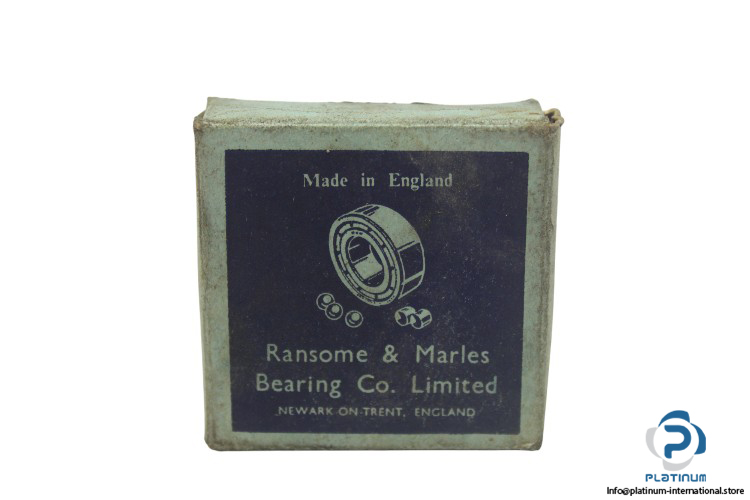 Made in England
Ransome & Marles
Bearing Co. Limited
NEWARK-ON-TRENT, ENGLAND
PLATINUM
Info@platinum-international.store